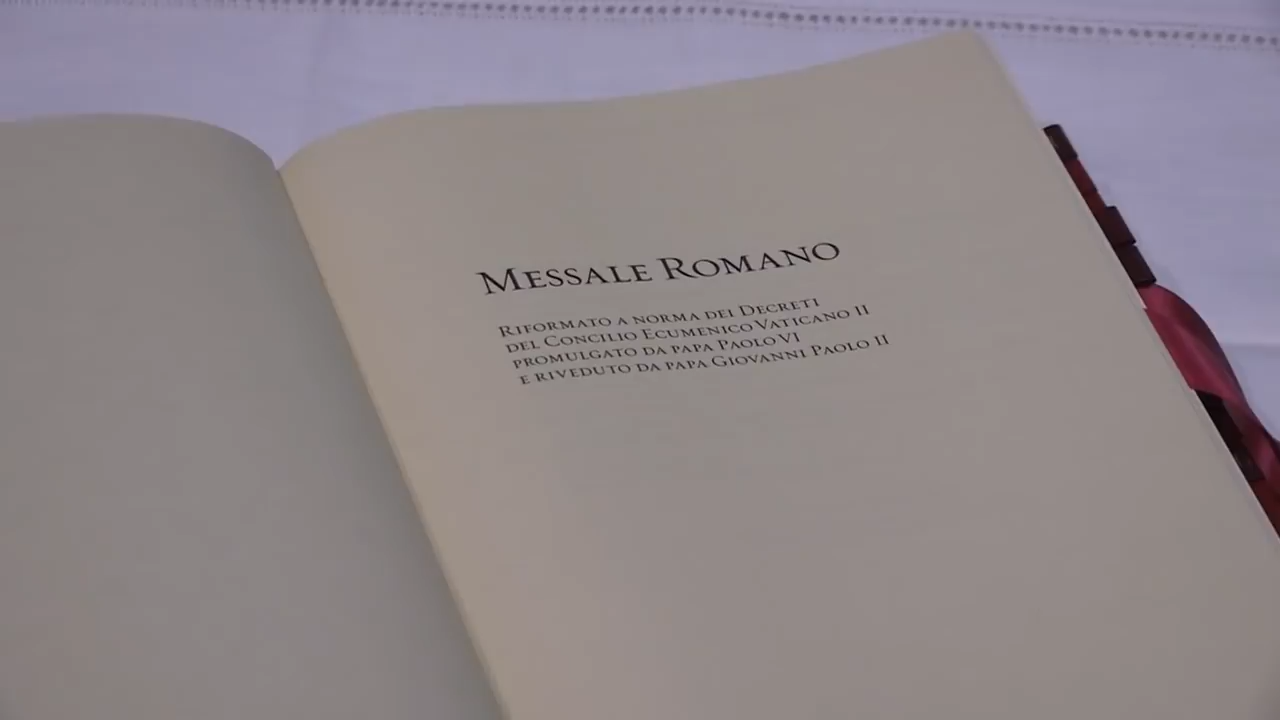 Messale Romano
Riformato a norma dei Decreti
del Concilio Ecumenico Vaticano II
promulgato da papa Paolo VI
e riveduto da papa Giovanni Paolo II